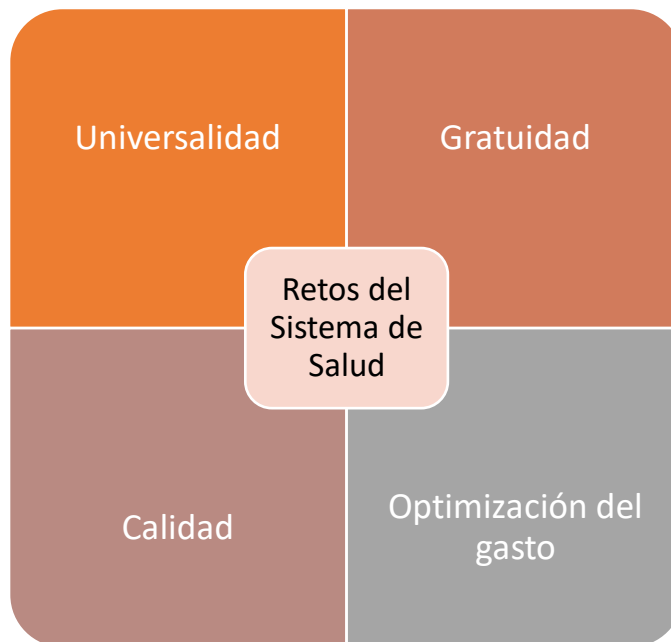 Universalidad
Gratuidad
Retos del
Sistema de
Salud
Calidad
Optimización del
gasto